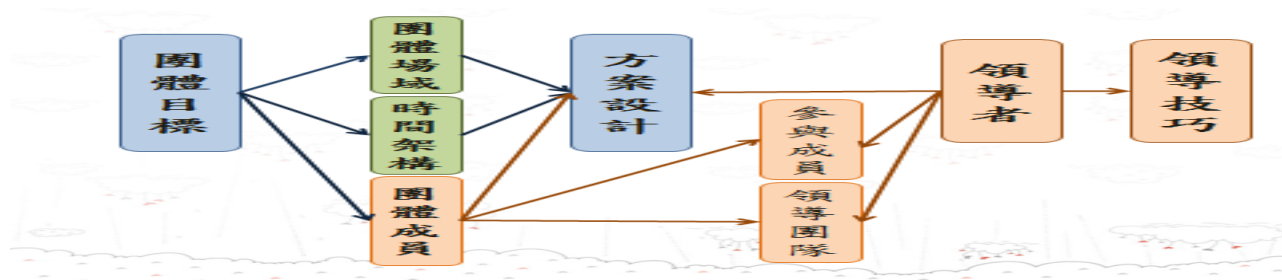 團體目標
團體場域
時間架構
團體成員
方案設計
參與成員
領導團隊
領導者
領導技巧